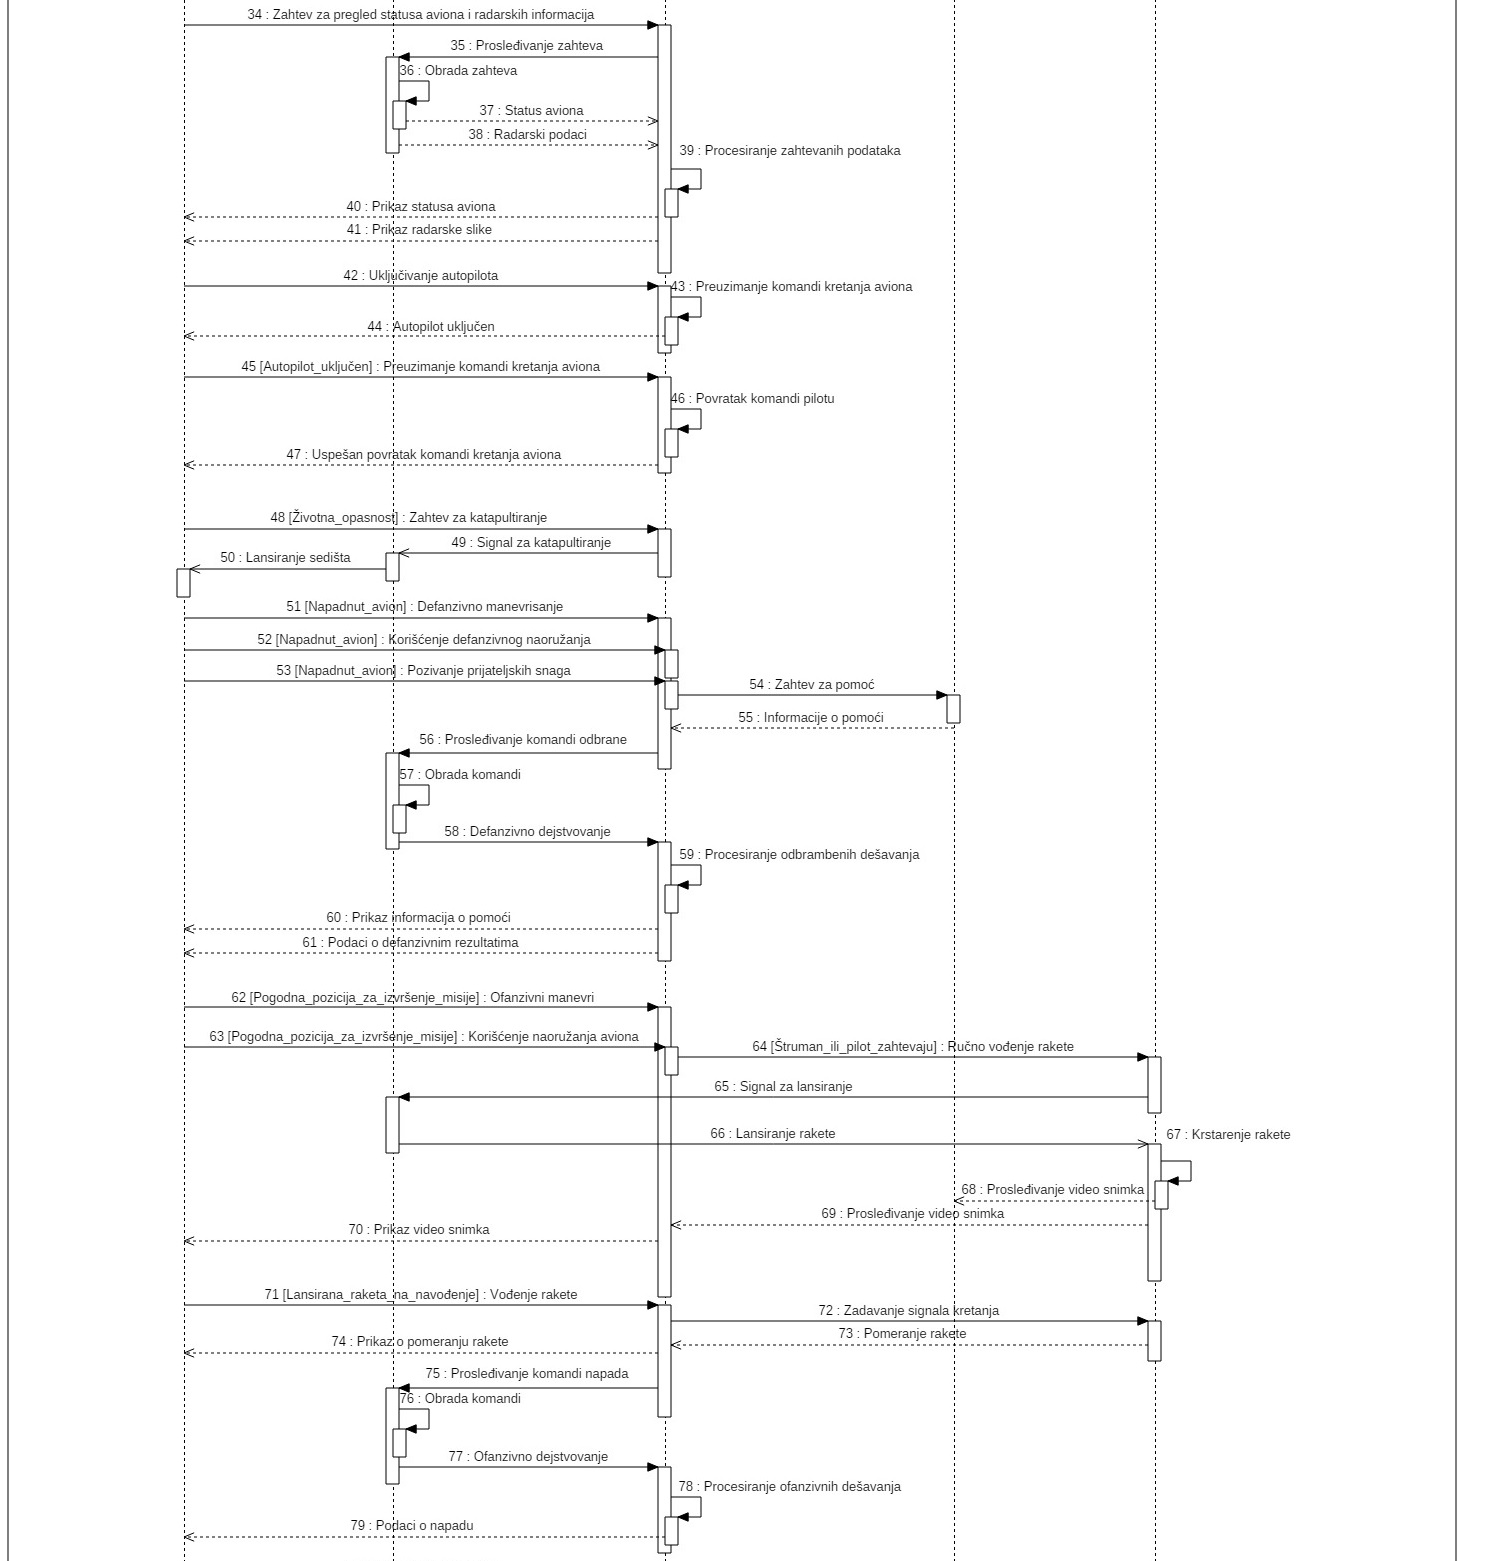 34 : Zahtev za pregled statusa aviona i radarskih informacija
35 : Prosleđivanje zahteva
36 : Obrada zahteva
37 : Status aviona
38 : Radarski podaci
39 : Procesiranje zahtevanih podataka
40 : Prikaz statusa aviona
41 : Prikaz radarske slike
42 : Uključivanje autopilota
43 : Preuzimanje komandi kretanja aviona
44 : Autopilot uključen
45 [Autopilot_uključen] : Preuzimanje komandi kretanja aviona
46 : Povratak komandi pilotu
47 : Uspešan povratak komandi kretanja aviona
48 [Životna_opasnost] : Zahtev za katapultiranje
49 : Signal za katapultiranje
50 : Lansiranje sedišta
51 [Napadnut_avion] : Defanzivno manevrisanje
52 [Napadnut_avion] : Korišćenje defanzivnog naoružanja
53 [Napadnut_avion] : Pozivanje prijateljskih snaga
54 : Zahtev za pomoć
55 : Informacije o pomoći
56 : Prosleđivanje komandi odbrane
57 : Obrada komandi
58 : Defanzivno dejstvovanje
59 : Procesiranje odbrambenih dešavanja
60 : Prikaz informacija o pomoći
61 : Podaci o defanzivnim rezultatima
62 [Pogodna_pozicija_za_izvršenje_misije] : Ofanzivni manevri
63 [Pogodna_pozicija_za_izvršenje_misije] : Korišćenje naoružanja aviona
64 [Štruman_ili_pilot_zahtevaju] : Ručno vođenje rakete
65 : Signal za lansiranje
66 : Lansiranje rakete
67 : Krstarenje rakete
68 : Prosleđivanje video snimka
69 : Prosleđivanje video snimka
70 : Prikaz video snimka
71 [Lansirana_raketa_na_navođenje] : Vođenje rakete
72 : Zadavanje signala kretanja
73 : Pomeranje rakete
74 : Prikaz o pomeranju rakete
75 : Prosleđivanje komandi napada
76 : Obrada komandi
77 : Ofanzivno dejstvovanje
78 : Procesiranje ofanzivnih dešavanja
79 : Podaci o napadu